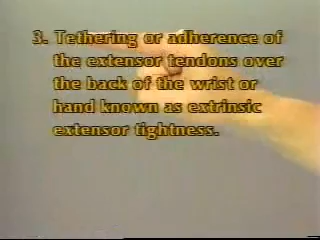 3. Tethering or adherence of
the extensor tendons over
the back of the wrist or
hand known as extrinsic
extensor tightness.